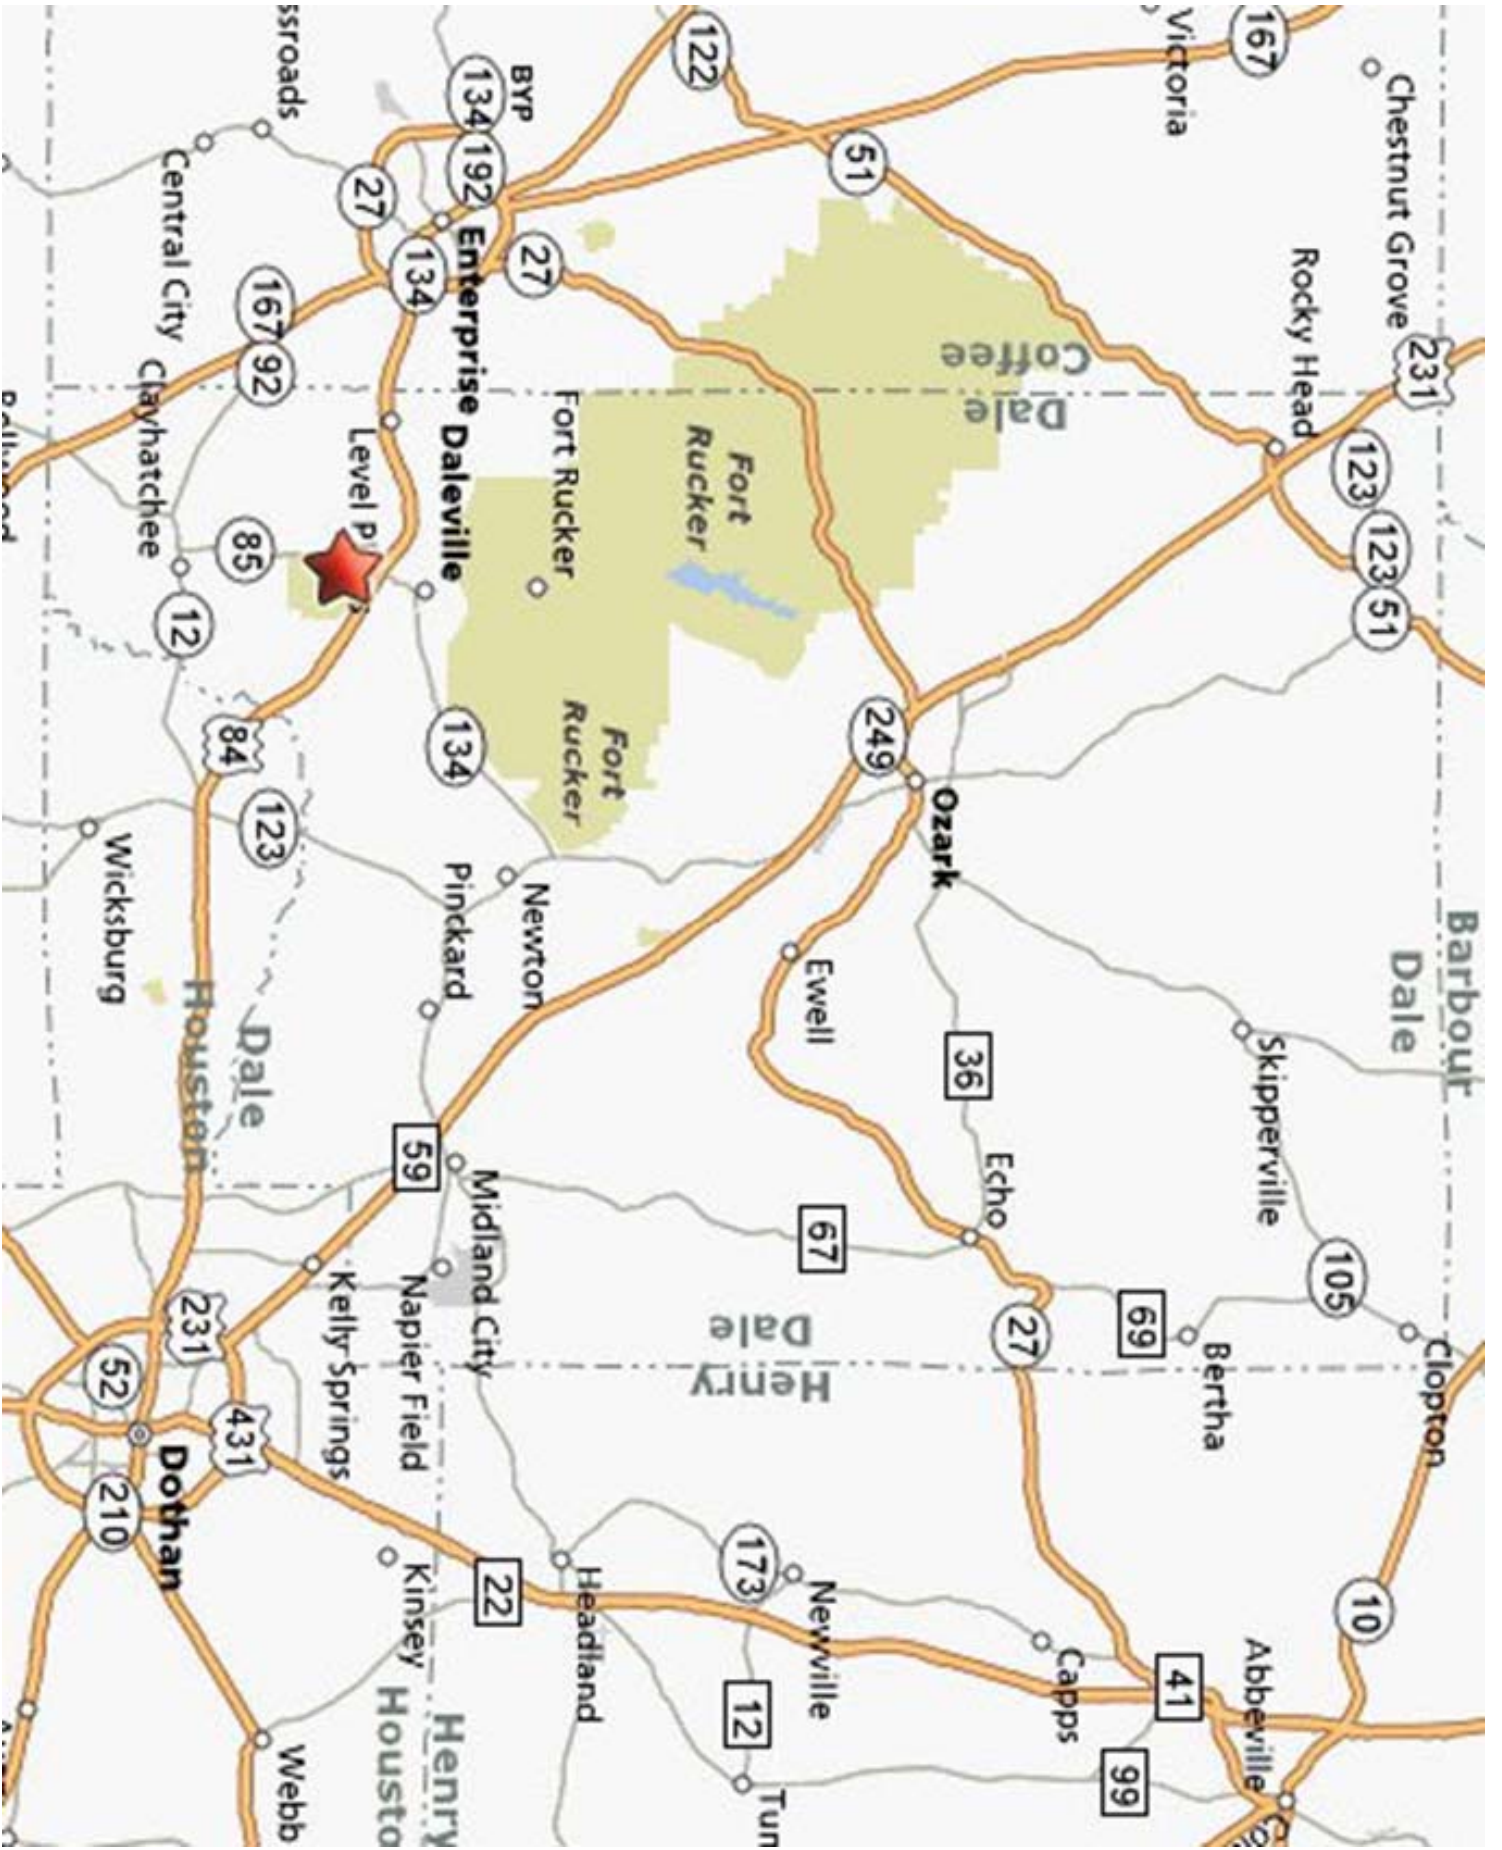 122
167
Victoria
Chestnut Grove
ssroads
BYP
134
192
51
Central City
27
Enterprise
134
27
Rocky Head
231
167
92
Coffee
Dale
Clayhatchee
Level P
Daleville
Fort Rucker
Fort
Rucker
123
123
51
85
12
84
134
Fort
Rucker
249
Ozark
123
Wicksburg
Pinckard
Newton
Ewell
Barbour
Dale
Skipperville
36
Houston
Dale
59
Midland City
67
Echo
105
Clopton
69
Bertha
27
Dale
Henry
Kelly Springs
Napier Field
231
52
431
Dothan
210
Kinsey
22
Headland
173
Newville
12
Capps
41
99
Abbeville
10
Henry
Housto
Webb
Tun